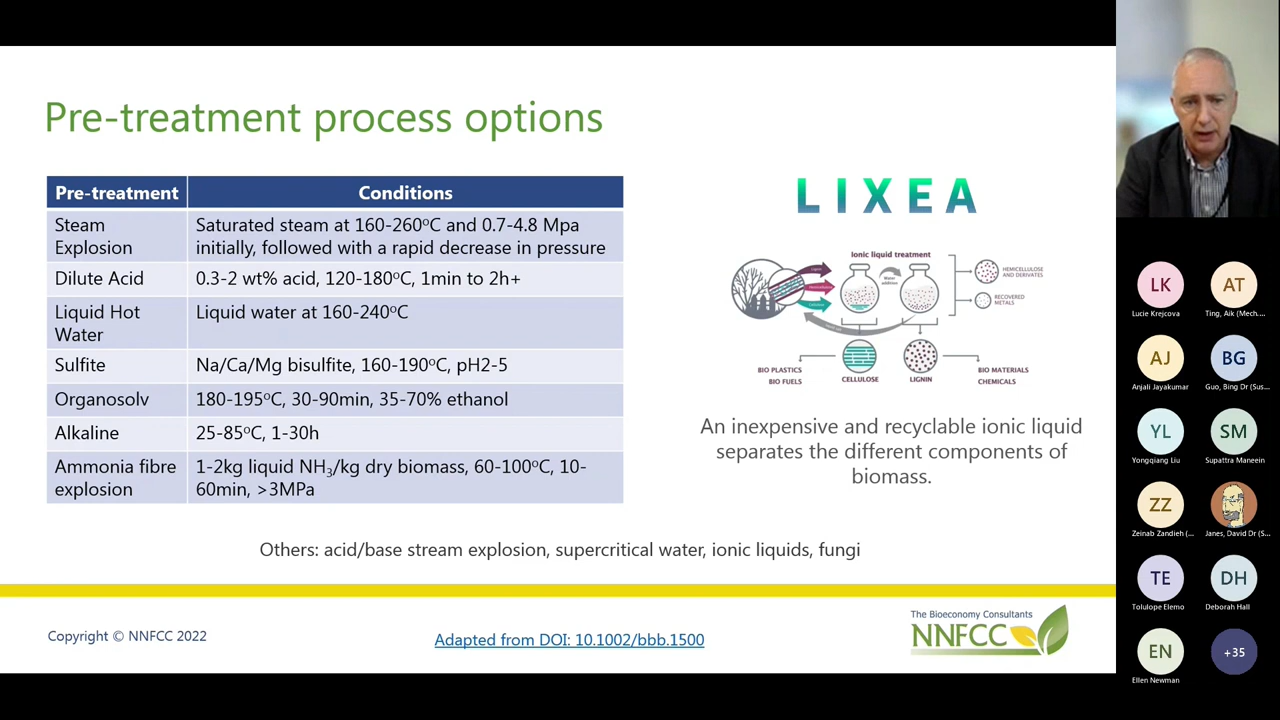 Pre-treatment process options
Pre-treatment
Conditions
Steam
Explosion
Saturated steam at 160-260ºC and 0.7-4.8 Mpa
initially, followed with a rapid decrease in pressure
Dilute Acid
0.3-2 wt% acid, 120-180ºC, 1min to 2h+
Liquid Hot
Water
Liquid water at 160-240ºC
Sulfite
Na/Ca/Mg bisulfite, 160-190ºC, pH2-5
Organosolv
180-195ºC, 30-90min, 35-70% ethanol
Alkaline
25-85ºC, 1-30h
Ammonia fibre
explosion
1-2kg liquid NH₃/kg dry biomass, 60-100ºC, 10-
60min, >3MPa
LIXEA
Ionic liquid treatment
Water
addition
HEMICELLULOSE
AND DERIVATES
RECOVERED
METALS
BIO PLASTICS
BIO FUELS
CELLULOSE
LIGNIN
BIO MATERIALS
CHEMICALS
An inexpensive and recyclable ionic liquid
separates the different components of
biomass.
Others: acid/base stream explosion, supercritical water, ionic liquids, fungi
Copyright © NNFCC 2022
Adapted from DOI: 10.1002/bbb.1500
The Bioeconomy Consultants
NNFCC
LK
Lucie Krejcova
AT
Ting, Aik (Mech....
AJ
Anjali Jayakumar
BG
Guo, Bing Dr (Sus...
YL
Yongqiang Liu
SM
Supattra Maneein
ZZ
Zeinab Zandieh (...
Janes, David Dr (S...
TE
Tolulope Elemo
DH
Deborah Hall
EN
Ellen Newman
+35